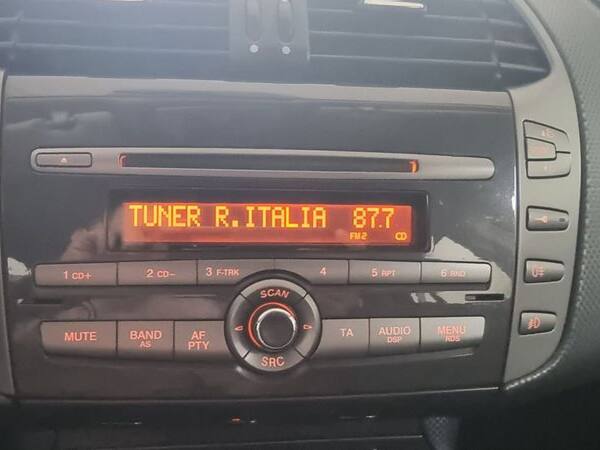 TUNER R.ITALIA 87.7
FM2 CD
1 CD+ 2 CD- 3 F-TRK 4 5 RPT 6 RND
SCAN
MUTE BAND AF TA AUDIO MENU
AS PTY DSP RDS
SRC